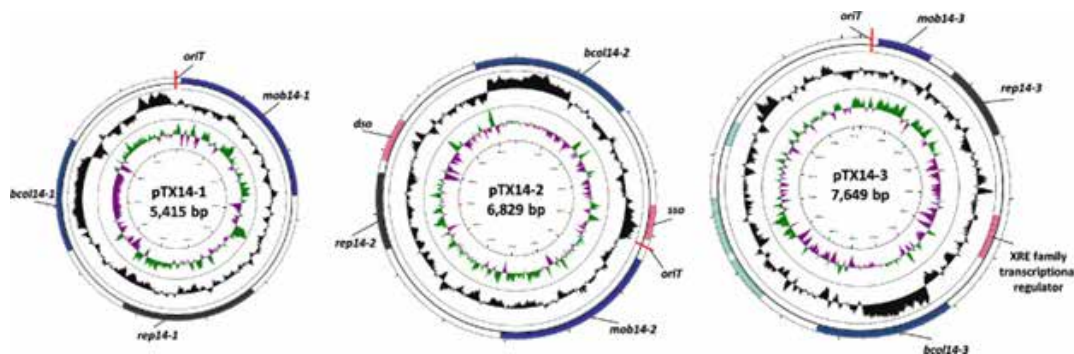 oriT
mob14-1
bcol14-1
pTX14-1
5,415 bp
rep14-1
bcol14-2
dso
pTX14-2
6,829 bp
rep14-2
sso
oriT
mob14-2
oriT
mob14-3
rep14-3
pTX14-3
7,649 bp
XRE family
transcriptional
regulator
bcol14-3